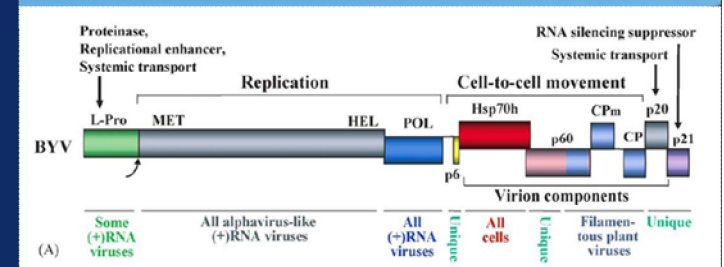 Proteinase,
Replicational enhancer,
Systemic transport
RNA silencing suppressor
Systemic transport
Replication
Cell-to-cell movement
L-Pro
MET
HEL
POL
Hsp70h
p60
CPm
CP
p20
p21
BYV
p6
Virion components
Some
(+)RNA
viruses
All alphavirus-like
(+)RNA viruses
All
(+)RNA
viruses
Unique
All
cells
Unique
Filamen-
tous plant
viruses
Unique
(A)